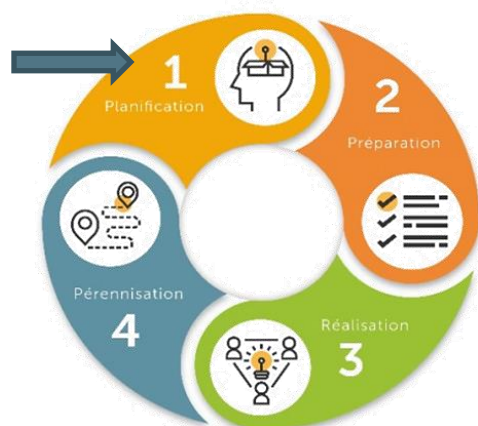 1
Planification
2
Préparation
Réalisation
3
Pérennisation
4